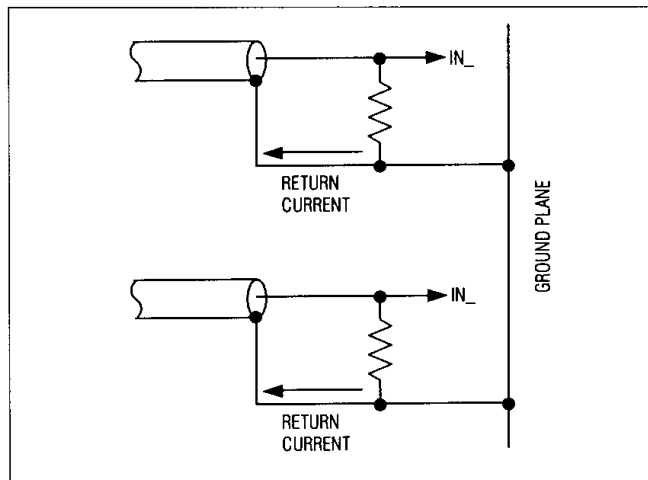 IN_
RETURN
CURRENT
GROUND PLANE
IN_
RETURN
CURRENT